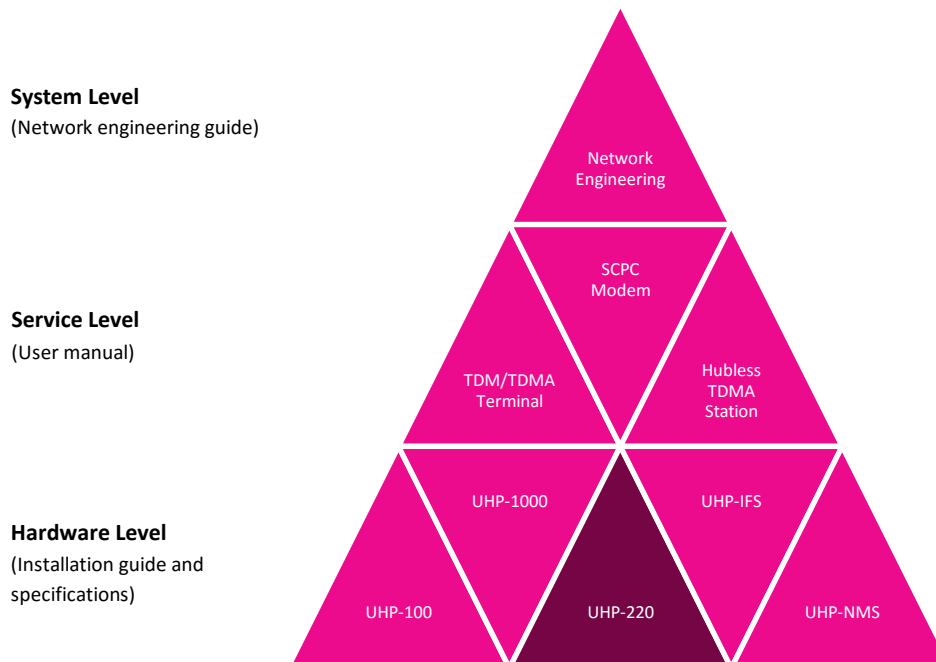 System Level
(Network engineering guide)
Network
Engineering
Service Level
(User manual)
SCPC
Modem
TDM/TDMA
Terminal
Hubless
TDMA
Station
Hardware Level
(Installation guide and
specifications)
UHP-1000
UHP-IFS
UHP-100
UHP-220
UHP-NMS